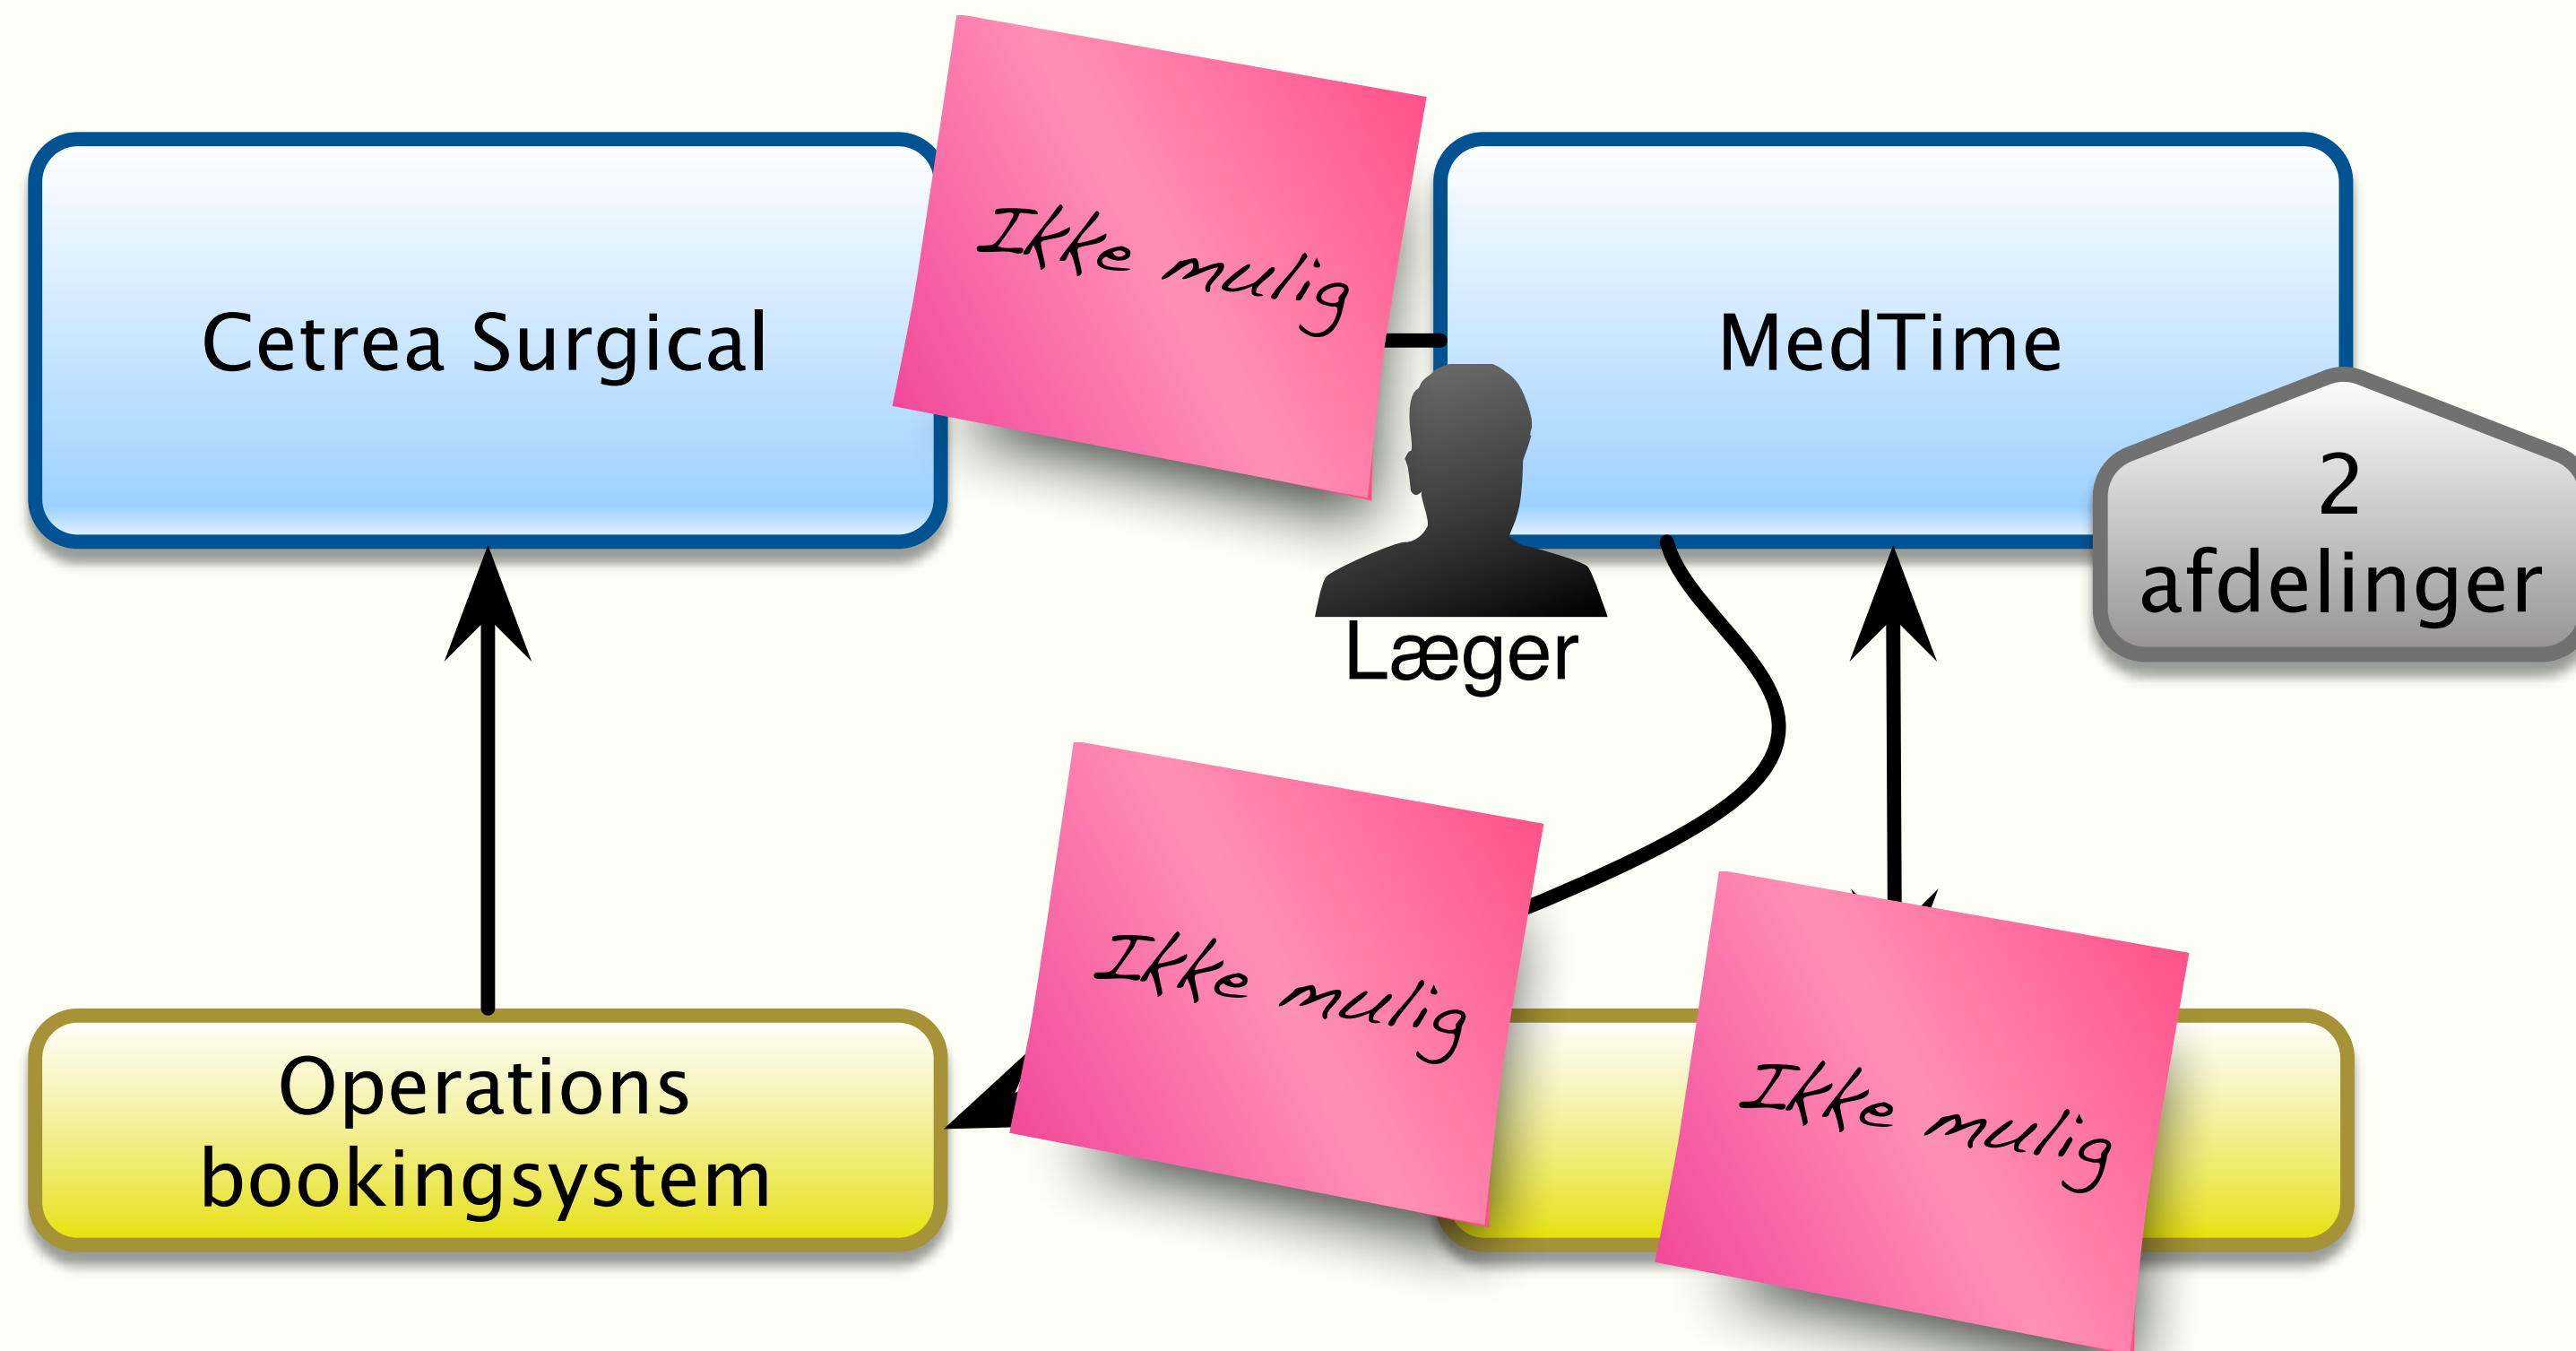 Cetrea Surgical
Ikke mulig
MedTime
2
afdelinger
Læger
Operations
bookingsystem
Ikke mulig
Ikke mulig